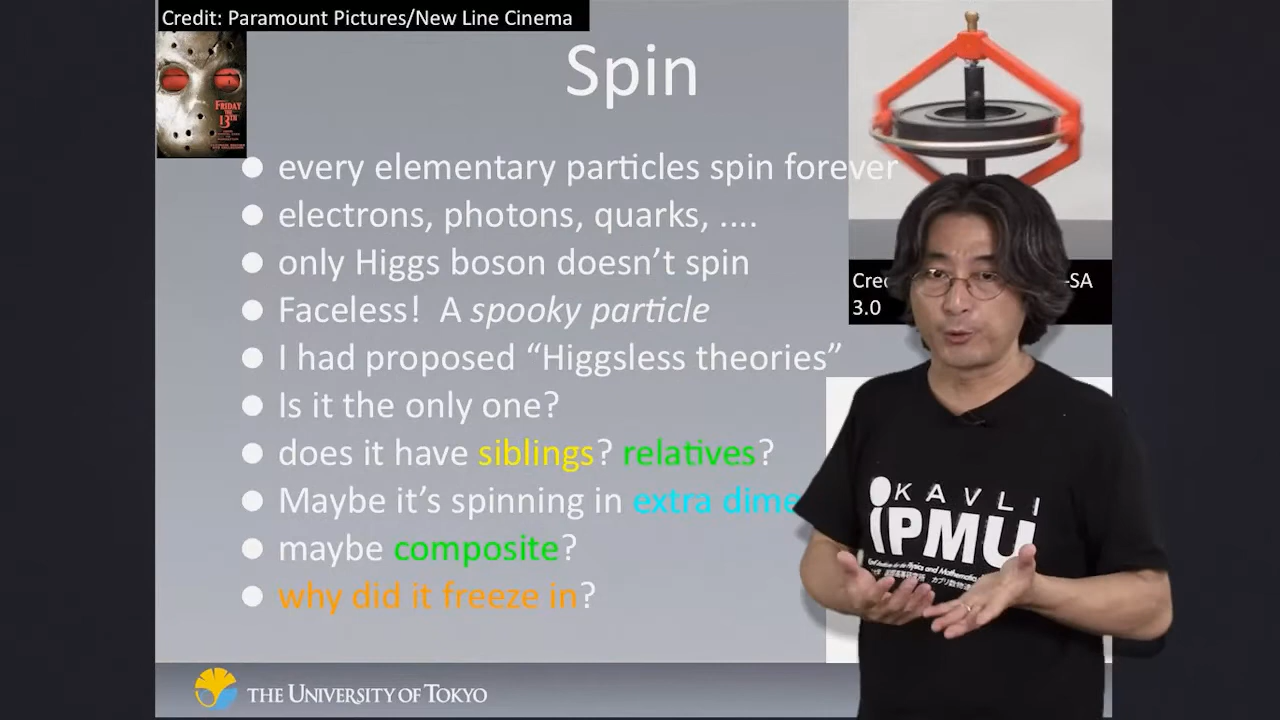 Credit: Paramount Pictures/New Line Cinema
FRIDAY
THE
13TH
Spin
every elementary particles spin forever
electrons, photons, quarks, ....
only Higgs boson doesn't spin
Cre
-SA
3.0
Faceless! A spooky particle
I had proposed “Higgsless theories”
Is it the only one?
does it have siblings? relatives?
Maybe it’s spinning in extra dime
maybe composite?
why did it freeze in?
KAVLI
iPMU
THE UNIVERSITY OF TOKYO